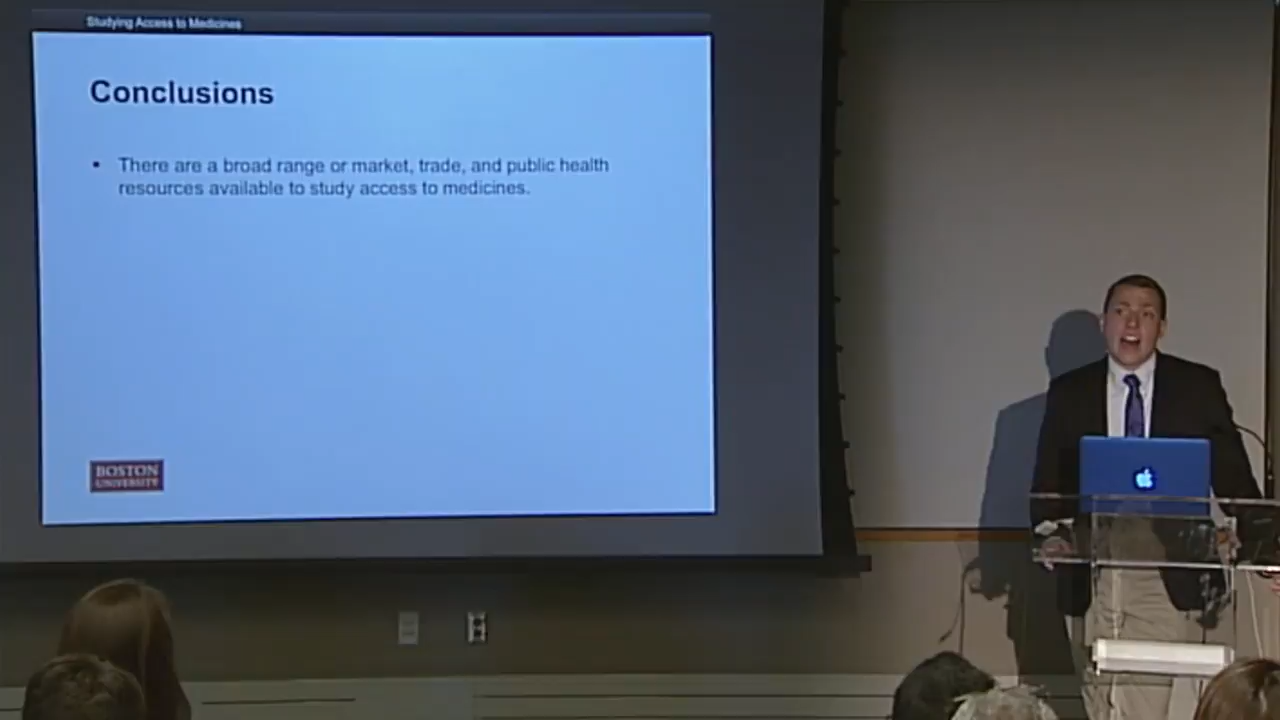 Studying Access to Medicines
Conclusions
• There are a broad range or market, trade, and public health
resources available to study access to medicines.
BOSTON
UNIVERSITY